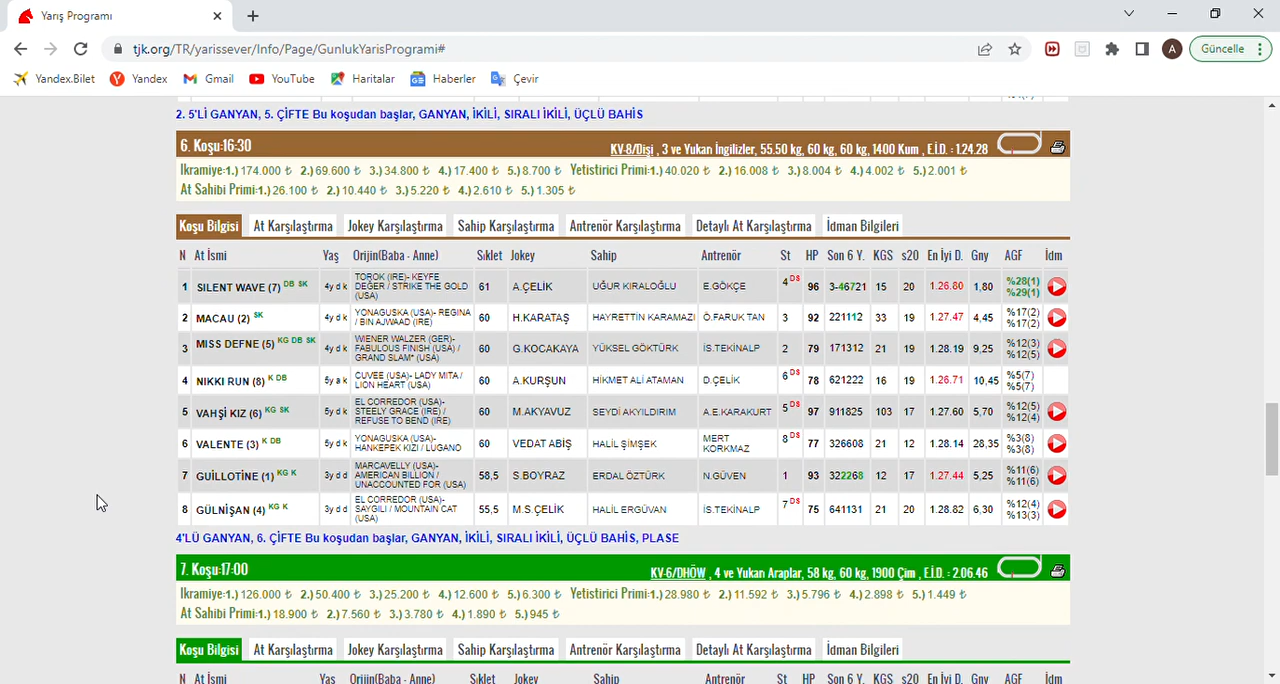 Yarış Programı
tjk.org/TR/yarissever/Info/Page/GunlukYarisProgrami#
A
Güncelle
Yandex.Bilet
Yandex
Gmail
YouTube
Haritalar
Haberler
Çevir
2. 5'Lİ GANYAN, 5. ÇİFTE Bu koşudan başlar, GANYAN, İKİLİ, SIRALI İKİLİ, ÜÇLÜ BAHİS
6. Koşu:16:30 KV-8/Dişi , 3 ve Yukarı İngilizler, 55.50 kg, 60 kg, 60 kg, 1400 Kum , E.İ.D. : 1.24.28
İkramiye:1.) 174.000 ₺ 2.) 69.600 ₺ 3.) 34.800 ₺ 4.) 17.400 ₺ 5.) 8.700 ₺ Yetistirici Primi:1.) 40.020 ₺ 2.) 16.008 ₺ 3.) 8.004 ₺ 4.) 4.002 ₺ 5.) 2.001 ₺
At Sahibi Primi:1.) 26.100 ₺ 2.) 10.440 ₺ 3.) 5.220 ₺ 4.) 2.610 ₺ 5.) 1.305 ₺
Koşu Bilgisi At Karşılaştırma Jokey Karşılaştırma Sahip Karşılaştırma Antrenör Karşılaştırma Detaylı At Karşılaştırma İdman Bilgileri
N At İsmi Yaş Orijin(Baba - Anne) Sıklet Jokey Sahip Antrenör St HP Son 6 Y. KGS s20 En İyi D. Gny AGF İdm
1 SILENT WAVE (7) DB SK 4y d k TOROK (IRE)- KEYFE DEĞER / STRIKE THE GOLD (USA) 61 A.ÇELİK UĞUR KIRALOĞLU E.GÖKÇE 4 DS 96 3-46721 15 20 1.26.80 1,80 %28(1) %29(1)
2 MACAU (2) SK 4y d k YONAGUSKA (USA)- REGINA / BIN AJWAAD (IRE) 60 H.KARATAŞ HAYRETTİN KARAMAZI Ö.FARUK TAN 3 92 221112 33 19 1.27.47 4,45 %17(2) %17(2)
3 MISS DEFNE (5) KG DB SK 4y d k WIENER WALZER (GER)- FABULOUS FINISH (USA) / GRAND SLAM* (USA) 60 G.KOCAKAYA YÜKSEL GÖKTÜRK İS.TEKİNALP 2 79 171312 21 19 1.28.19 9,25 %12(3) %12(5)
4 NIKKI RUN (8) K DB 5y a k CUVEE (USA)- LADY MITA / LION HEART (USA) 60 A.KURŞUN HİKMET ALİ ATAMAN D.ÇELİK 6 DS 78 621222 16 19 1.26.71 10,45 %5(7) %5(7)
5 VAHŞİ KIZ (6) KG SK 5y d k EL CORREDOR (USA)- STEELY GRACE (IRE) / REFUSE TO BEND (IRE) 60 M.AKYAVUZ SEYDİ AKYILDIRIM A.E.KARAKURT 5 DS 97 911825 103 17 1.27.60 5,70 %12(5) %12(4)
6 VALENTE (3) K DB 5y d k YONAGUSKA (USA)- HANKEPEK KIZI / LUGANO 60 VEDAT ABİŞ HALİL ŞİMŞEK MERT KORKMAZ 8 DS 77 326608 21 12 1.28.14 28,35 %3(8) %3(8)
7 GUİLLOTİNE (1) KG K 3y d d MARCAVELLY (USA)- AMERICAN BILLION / UNACCOUNTED FOR (USA) 58,5 S.BOYRAZ ERDAL ÖZTÜRK N.GÜVEN 1 93 322268 12 17 1.27.44 5,25 %11(6) %11(6)
8 GÜLNİŞAN (4) KG K 3y d d EL CORREDOR (USA)- SAYGILI / MOUNTAIN CAT (USA) 55,5 M.S.ÇELİK HALİL ERGÜVAN İS.TEKİNALP 7 DS 75 641131 21 20 1.28.82 6,30 %12(4) %13(3)
4'LÜ GANYAN, 6. ÇİFTE Bu koşudan başlar, GANYAN, İKİLİ, SIRALI İKİLİ, ÜÇLÜ BAHİS, PLASE
7. Koşu:17:00 KV-6/DHÖW , 4 ve Yukarı Araplar, 58 kg, 60 kg, 1900 Çim , E.İ.D. : 2.06.46
İkramiye:1.) 126.000 ₺ 2.) 50.400 ₺ 3.) 25.200 ₺ 4.) 12.600 ₺ 5.) 6.300 ₺ Yetistirici Primi:1.) 28.980 ₺ 2.) 11.592 ₺ 3.) 5.796 ₺ 4.) 2.898 ₺ 5.) 1.449 ₺
At Sahibi Primi:1.) 18.900 ₺ 2.) 7.560 ₺ 3.) 3.780 ₺ 4.) 1.890 ₺ 5.) 945 ₺
Koşu Bilgisi At Karşılaştırma Jokey Karşılaştırma Sahip Karşılaştırma Antrenör Karşılaştırma Detaylı At Karşılaştırma İdman Bilgileri
N At İsmi Yaş Orijin(Baba - Anne) Sıklet Jokey Sahip Antrenör St HP Son 6 Y. KGS s20 En İyi D. Gny AGF İdm